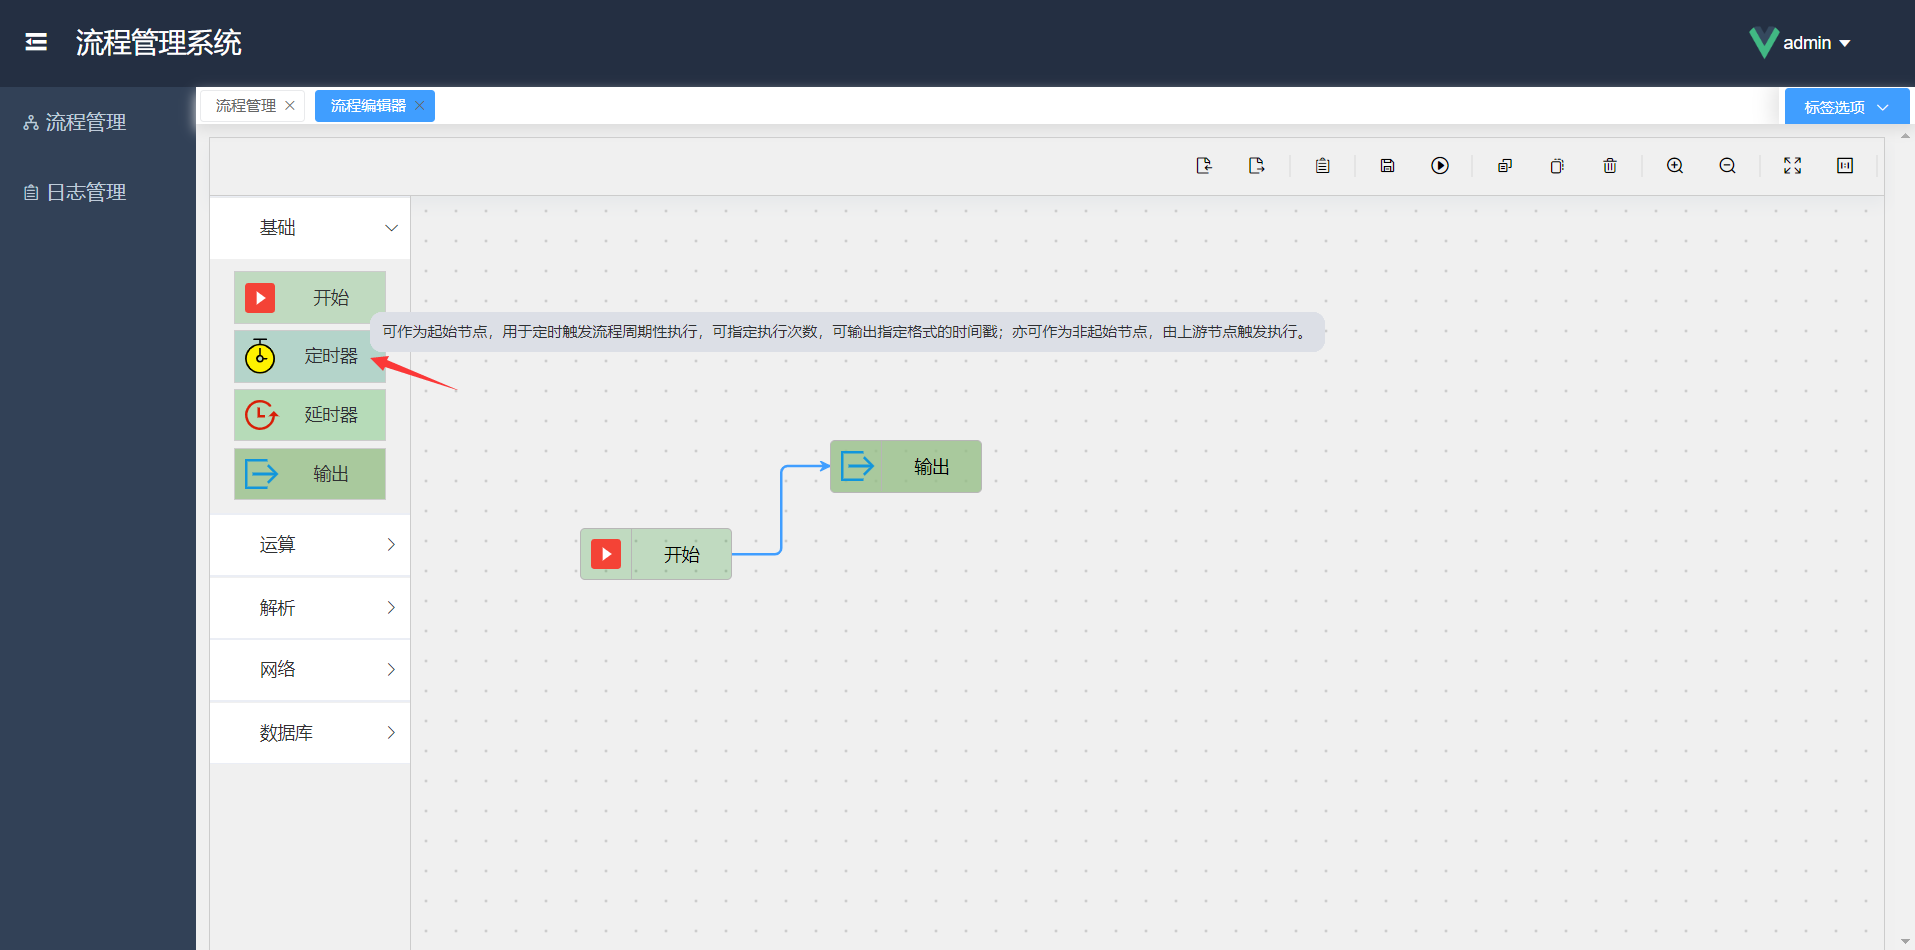 流程管理系统
admin
流程管理
日志管理
流程管理
流程编辑器
标签选项
基础
开始
可作为起始节点，用于定时触发流程周期性执行，可指定执行次数，可输出指定格式的时间戳；亦可作为非起始节点，由上游节点触发执行。
定时器
延时器
输出
运算
解析
网络
数据库
输出
开始